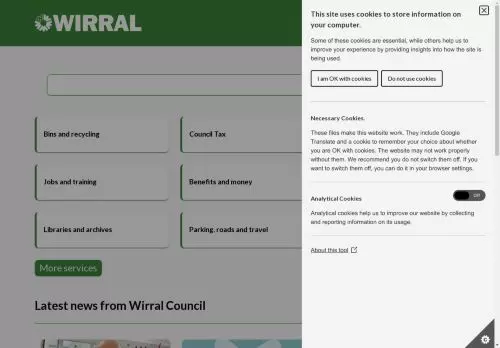 WIRRAL
Bins and recycling
Council Tax
Jobs and training
Benefits and money
Libraries and archives
Parking, roads and travel
More services
Latest news from Wirral Council
This site uses cookies to store information on
your computer.
Some of these cookies are essential, while others help us to
improve your experience by providing insights into how the site is
being used.
I am OK with cookies
Do not use cookies
Necessary Cookies.
These files make this website work. They include Google
Translate and a cookie to remember your choice about whether
you are OK with cookies. The website may not work properly
without them. We recommend you do not switch them off. If you
want to switch them off, you can do it in your browser settings.
Analytical Cookies
Off
Analytical cookies help us to improve our website by collecting
and reporting information on its usage.
About this tool